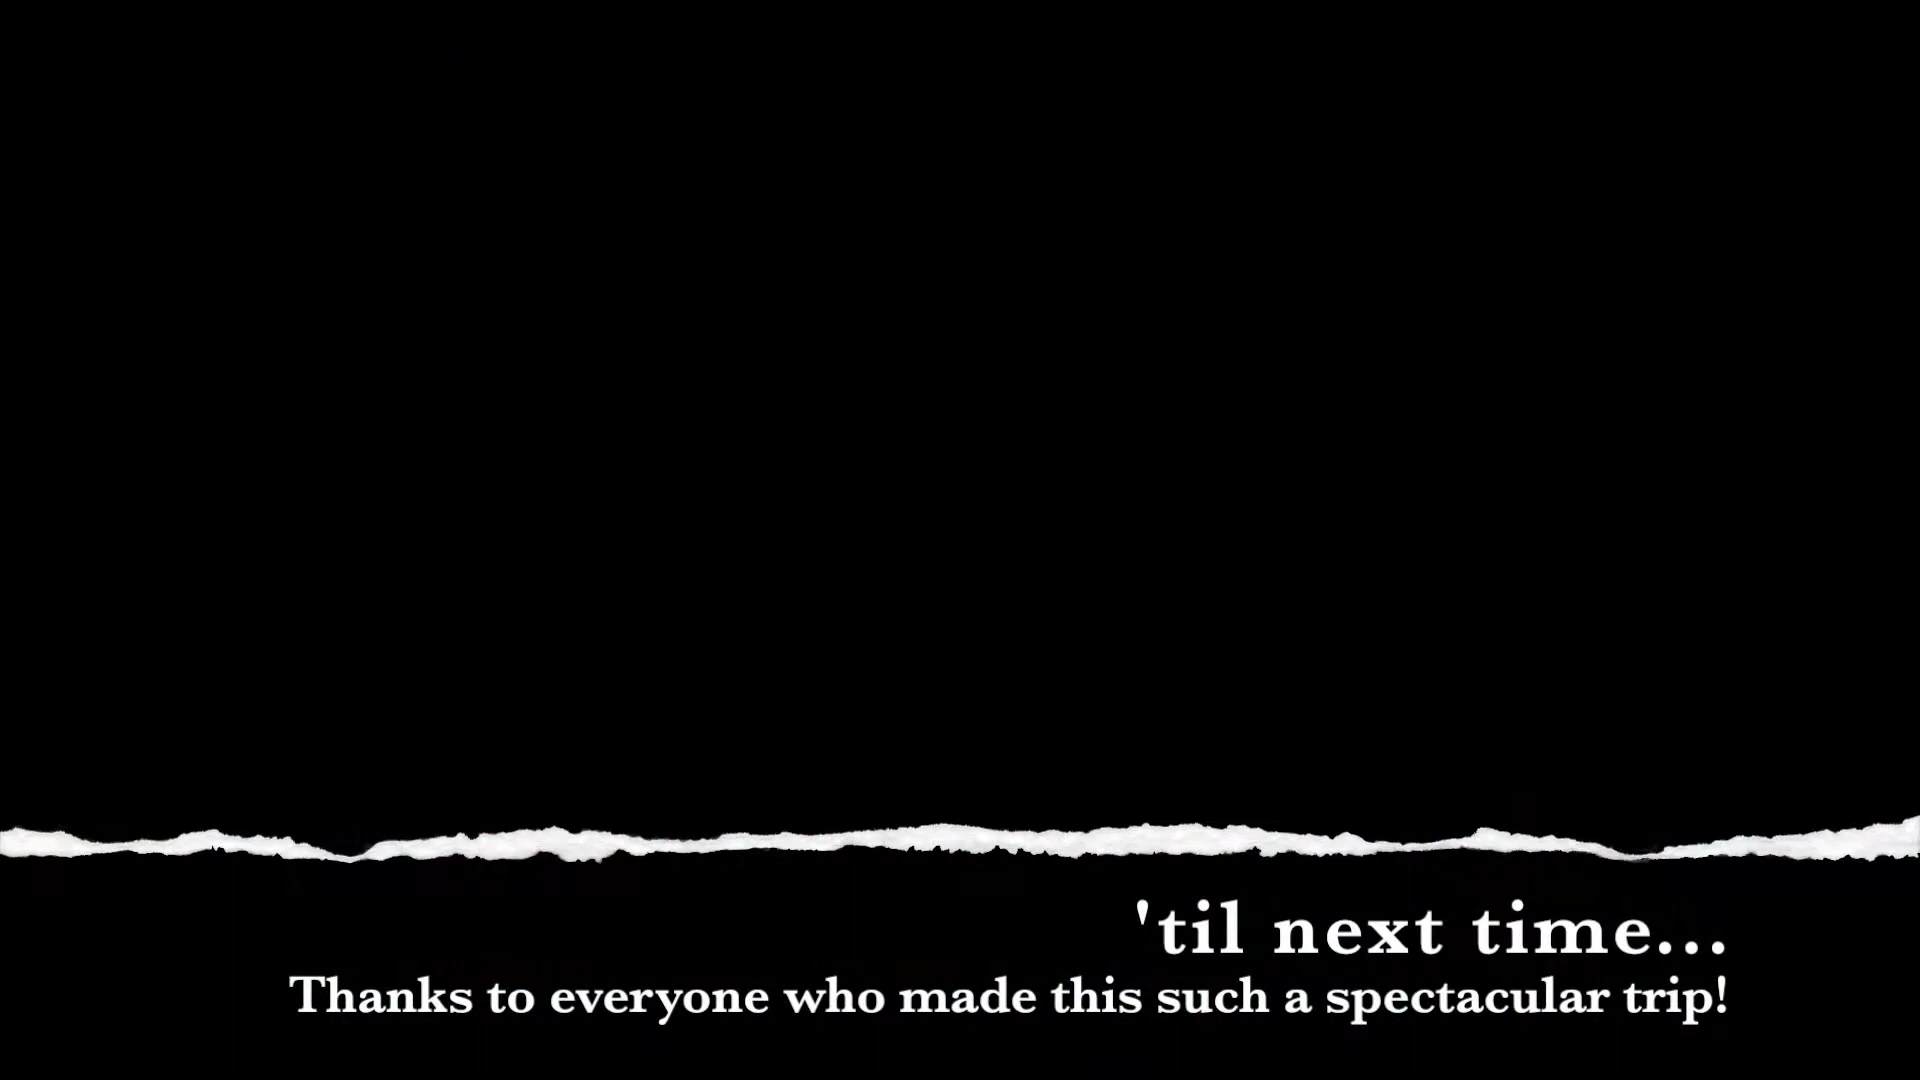 'til next time...
Thanks to everyone who made this such a spectacular trip!